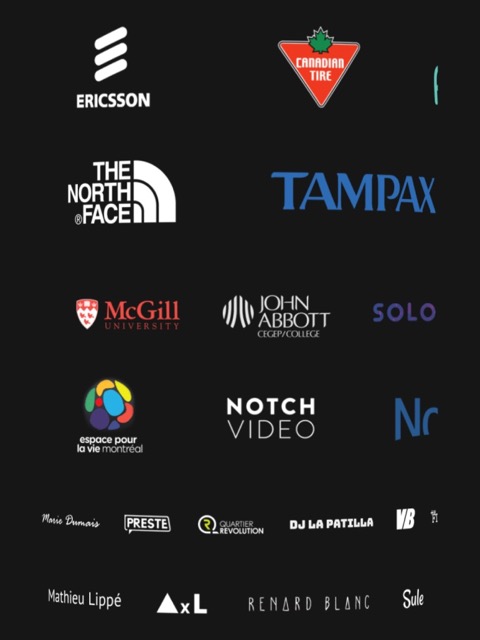 ERICSSON
CANADIAN
TIRE
THE
NORTH
®FACE
TAMPAX
McGill
UNIVERSITY
JOHN
ABBOTT
CEGEP/COLLEGE
SOLO
espace pour
la vie montréal
NOTCH
VIDEO
Marie Dumais
PRESTE
QUARTIER
RÉVOLUTION
DJ LA PATILLA
VB
Mathieu Lippé
AxL
RENARD BLANC
Sule